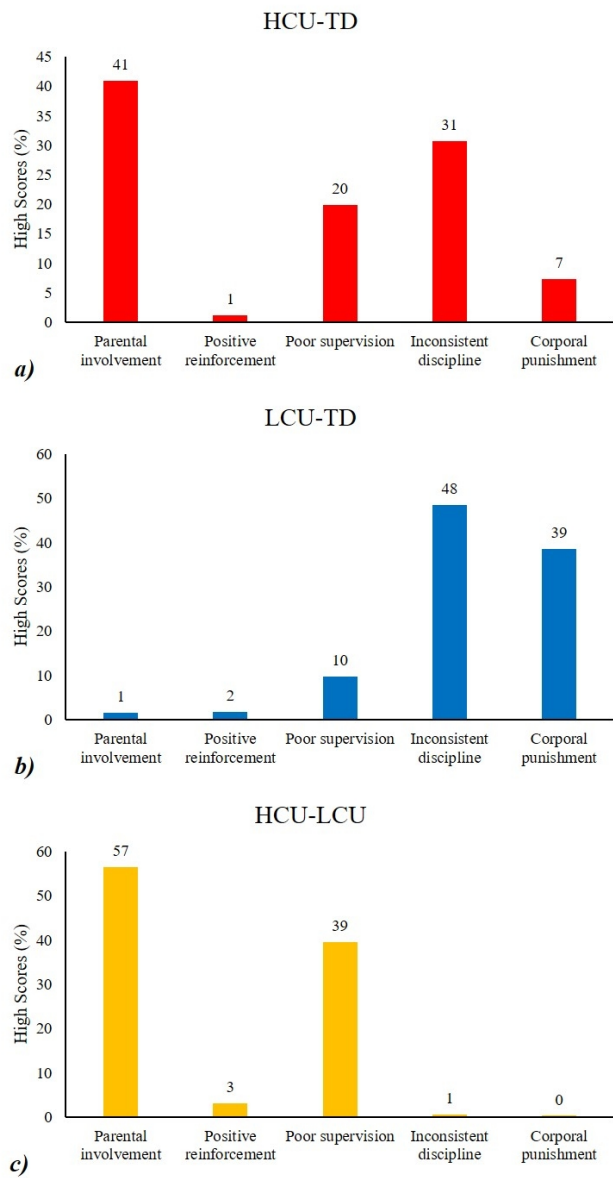 HCU-TD
High Scores (%)
45
40
35
30
25
20
15
10
5
0
41
1
20
31
7
Parental involvement
Positive reinforcement
Poor supervision
Inconsistent discipline
Corporal punishment
a)
LCU-TD
High Scores (%)
60
50
40
30
20
10
0
1
2
10
48
39
Parental involvement
Positive reinforcement
Poor supervision
Inconsistent discipline
Corporal punishment
b)
HCU-LCU
High Scores (%)
60
50
40
30
20
10
0
57
3
39
1
0
Parental involvement
Positive reinforcement
Poor supervision
Inconsistent discipline
Corporal punishment
c)